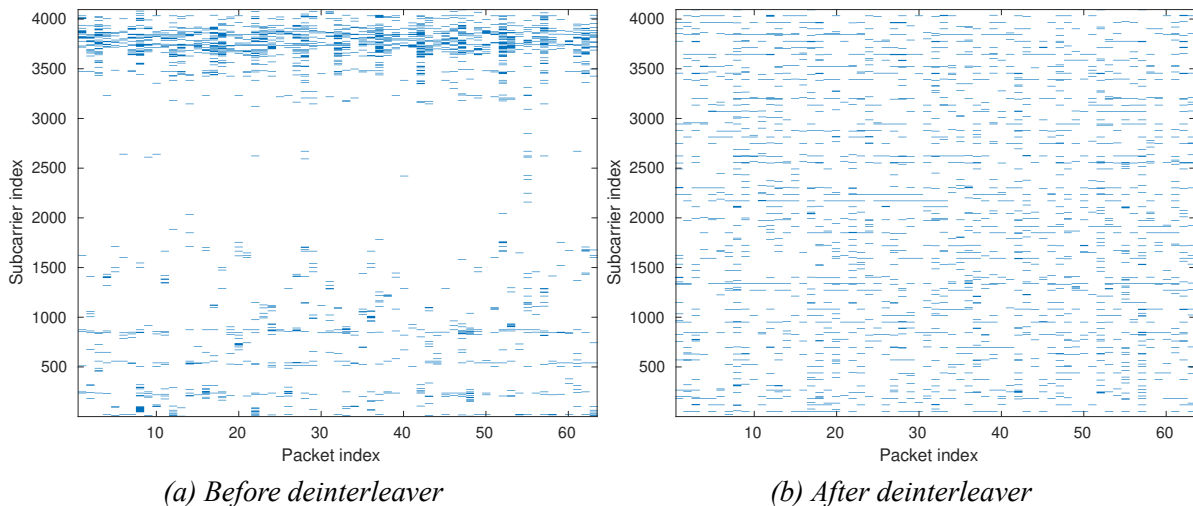 4000
3500
3000
2500
2000
1500
1000
500
Subcarrier index
10 20 30 40 50 60
Packet index
(a) Before deinterleaver
4000
3500
3000
2500
2000
1500
1000
500
Subcarrier index
10 20 30 40 50 60
Packet index
(b) After deinterleaver